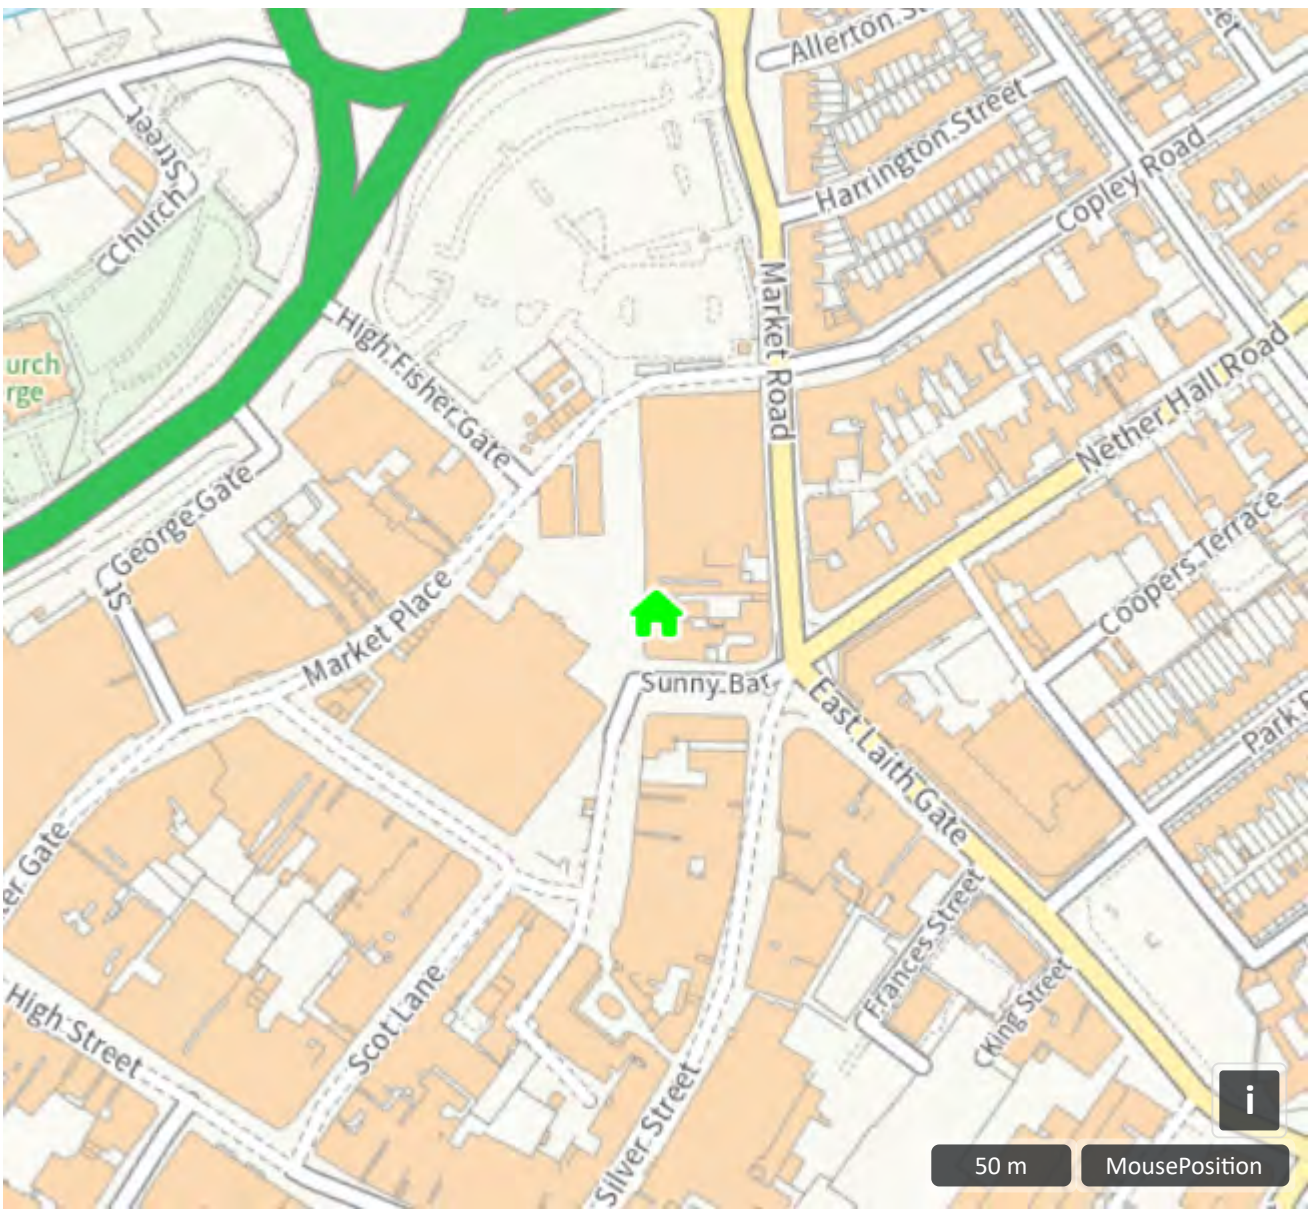 Allerton St
Harrington Street
Copley Road
Church Street
Market Road
High Fisher Gate
urch
rge
Nether Hall Road
St George Gate
Coopers Terrace
Market Place
Sunny Bar
East Laith Gate
Park
er Gate
Frances Street
King Street
High Street
Scot Lane
Silver Street
i
50 m
MousePosition